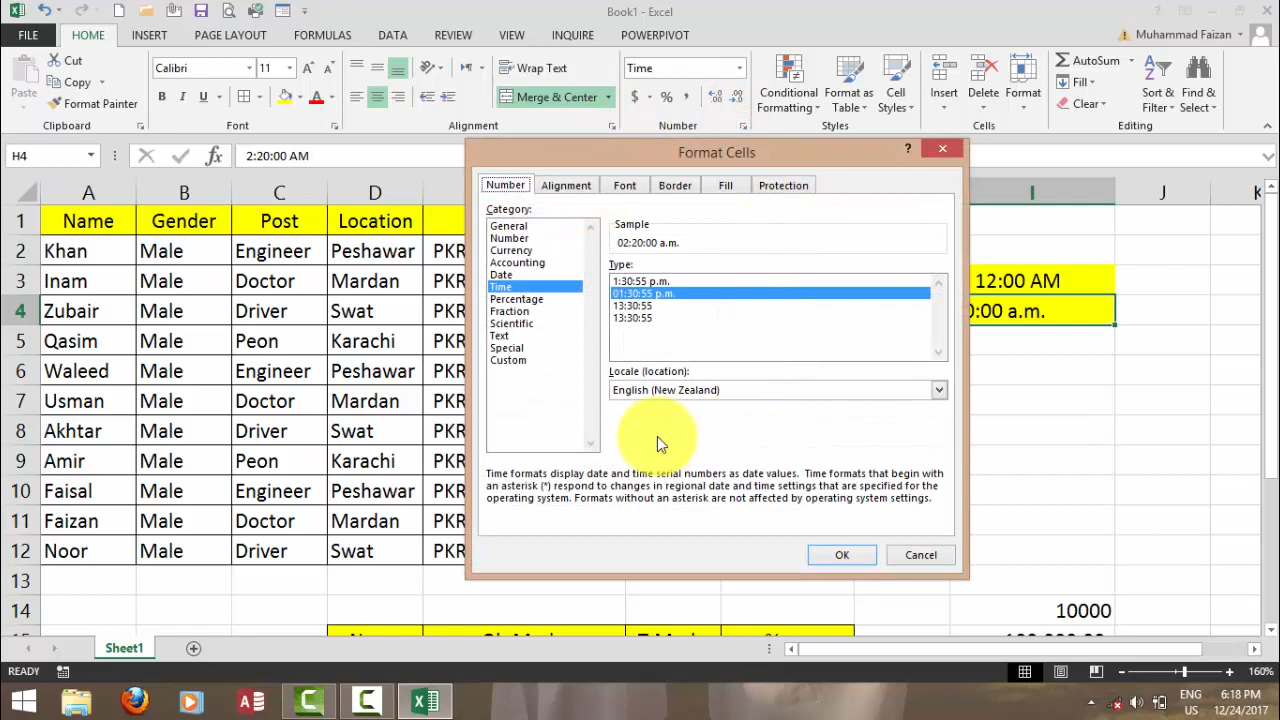 Book1 - Excel
FILE HOME INSERT PAGE LAYOUT FORMULAS DATA REVIEW VIEW INQUIRE POWERPIVOT Muhammad Faizan
Paste Cut Copy Format Painter
Calibri 11 B I U A
Wrap Text Merge & Center
Time $ % ,
Conditional Formatting Format as Table Cell Styles
Insert Delete Format
AutoSum Fill Clear Sort & Filter Find & Select
Clipboard Font Alignment Number Styles Cells Editing
H4 fx 2:20:00 AM
A B C D I J K
1 Name Gender Post Location
2 Khan Male Engineer Peshawar PKR
3 Inam Male Doctor Mardan PKR 12:00 AM
4 Zubair Male Driver Swat PKR 0:00 a.m.
5 Qasim Male Peon Karachi PKR
6 Waleed Male Engineer Peshawar PKR
7 Usman Male Doctor Mardan PKR
8 Akhtar Male Driver Swat PKR
9 Amir Male Peon Karachi PKR
10 Faisal Male Engineer Peshawar PKR
11 Faizan Male Doctor Mardan PKR
12 Noor Male Driver Swat PKR
13
14 10000
Format Cells ?
Number Alignment Font Border Fill Protection
Category:
General
Number
Currency
Accounting
Date
Time
Percentage
Fraction
Scientific
Text
Special
Custom
Sample
02:20:00 a.m.
Type:
1:30:55 p.m.
01:30:55 p.m.
13:30:55
13:30:55
Locale (location):
English (New Zealand)
Time formats display date and time serial numbers as date values. Time formats that begin with
an asterisk (*) respond to changes in regional date and time settings that are specified for the
operating system. Formats without an asterisk are not affected by operating system settings.
OK Cancel
Sheet1
READY 160%
ENG 6:18 PM
US 12/24/2017